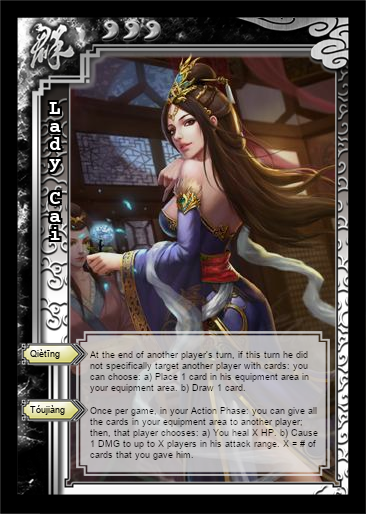 群
Lady Cai
Qiètīng
At the end of another player's turn, if this turn he did
not specifically target another player with cards: you
can choose: a) Place 1 card in his equipment area in
your equipment area. b) Draw 1 card.
Tóujiàng
Once per game, in your Action Phase: you can give all
the cards in your equipment area to another player;
then, that player chooses: a) You heal X HP. b) Cause
1 DMG to up to X players in his attack range. X = # of
cards that you gave him.